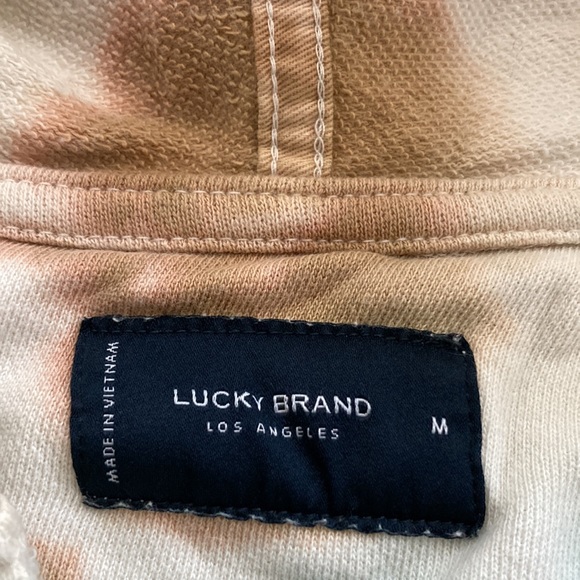 MADE IN VIETNAM
LUCKY BRAND
LOS ANGELES
M